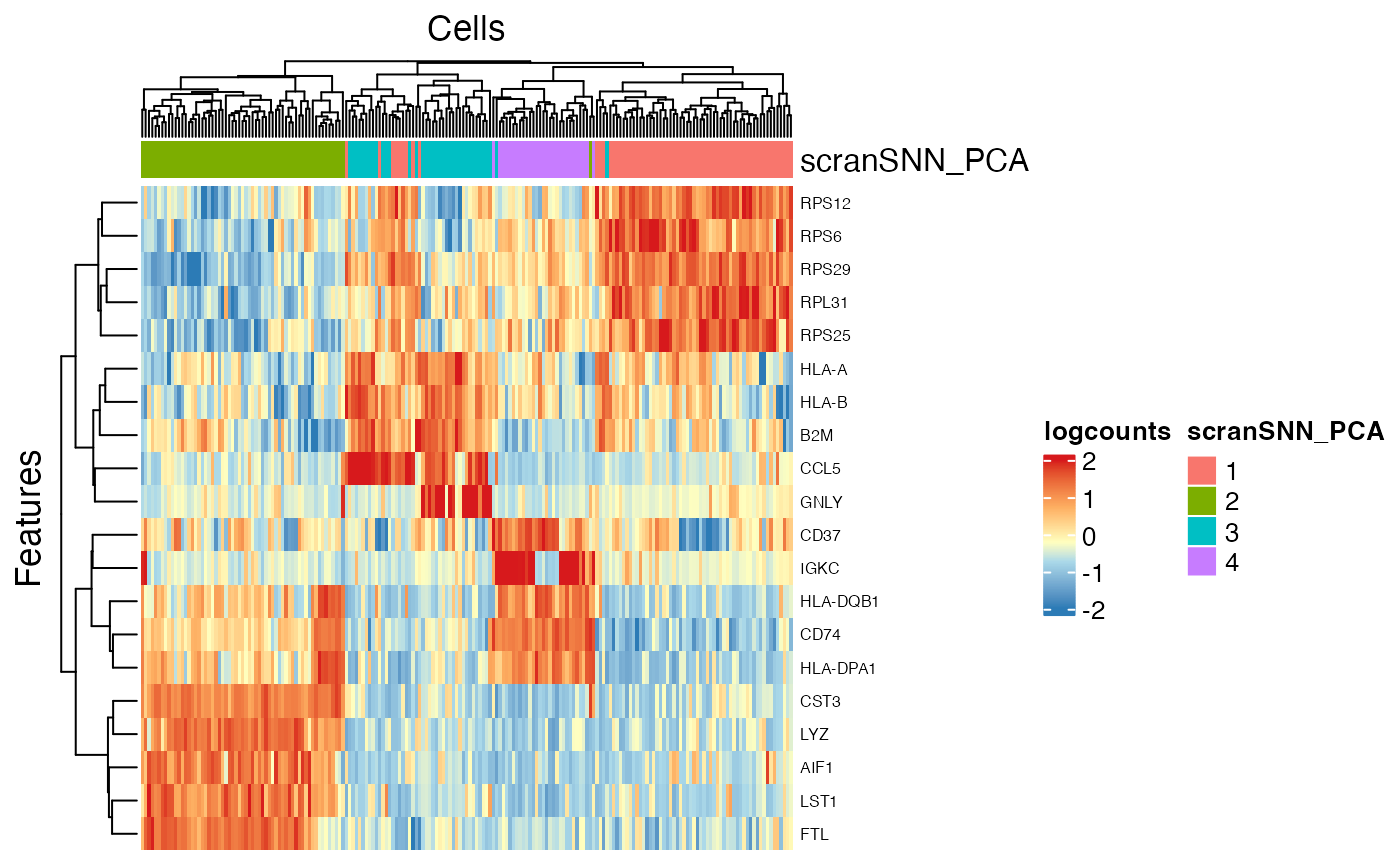 Cells
scranSNN_PCA
RPS12
RPS6
RPS29
RPL31
RPS25
HLA-A
HLA-B
B2M
CCL5
GNLY
CD37
IGKC
HLA-DQB1
CD74
HLA-DPA1
CST3
LYZ
AIF1
LST1
FTL
Features
logcounts
2
1
0
-1
-2
scranSNN_PCA
1
2
3
4